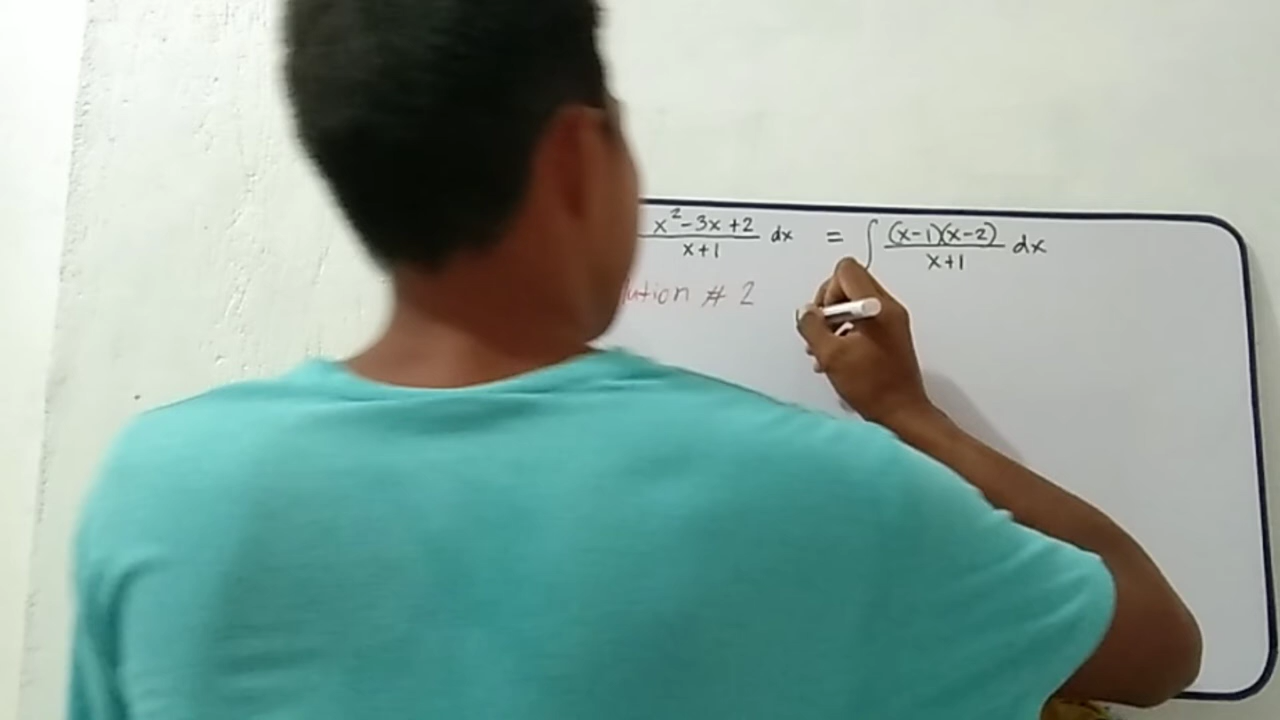 x²-3x+2/x+1 dx = ∫ (x-1)(x-2)/x+1 dx
lution # 2